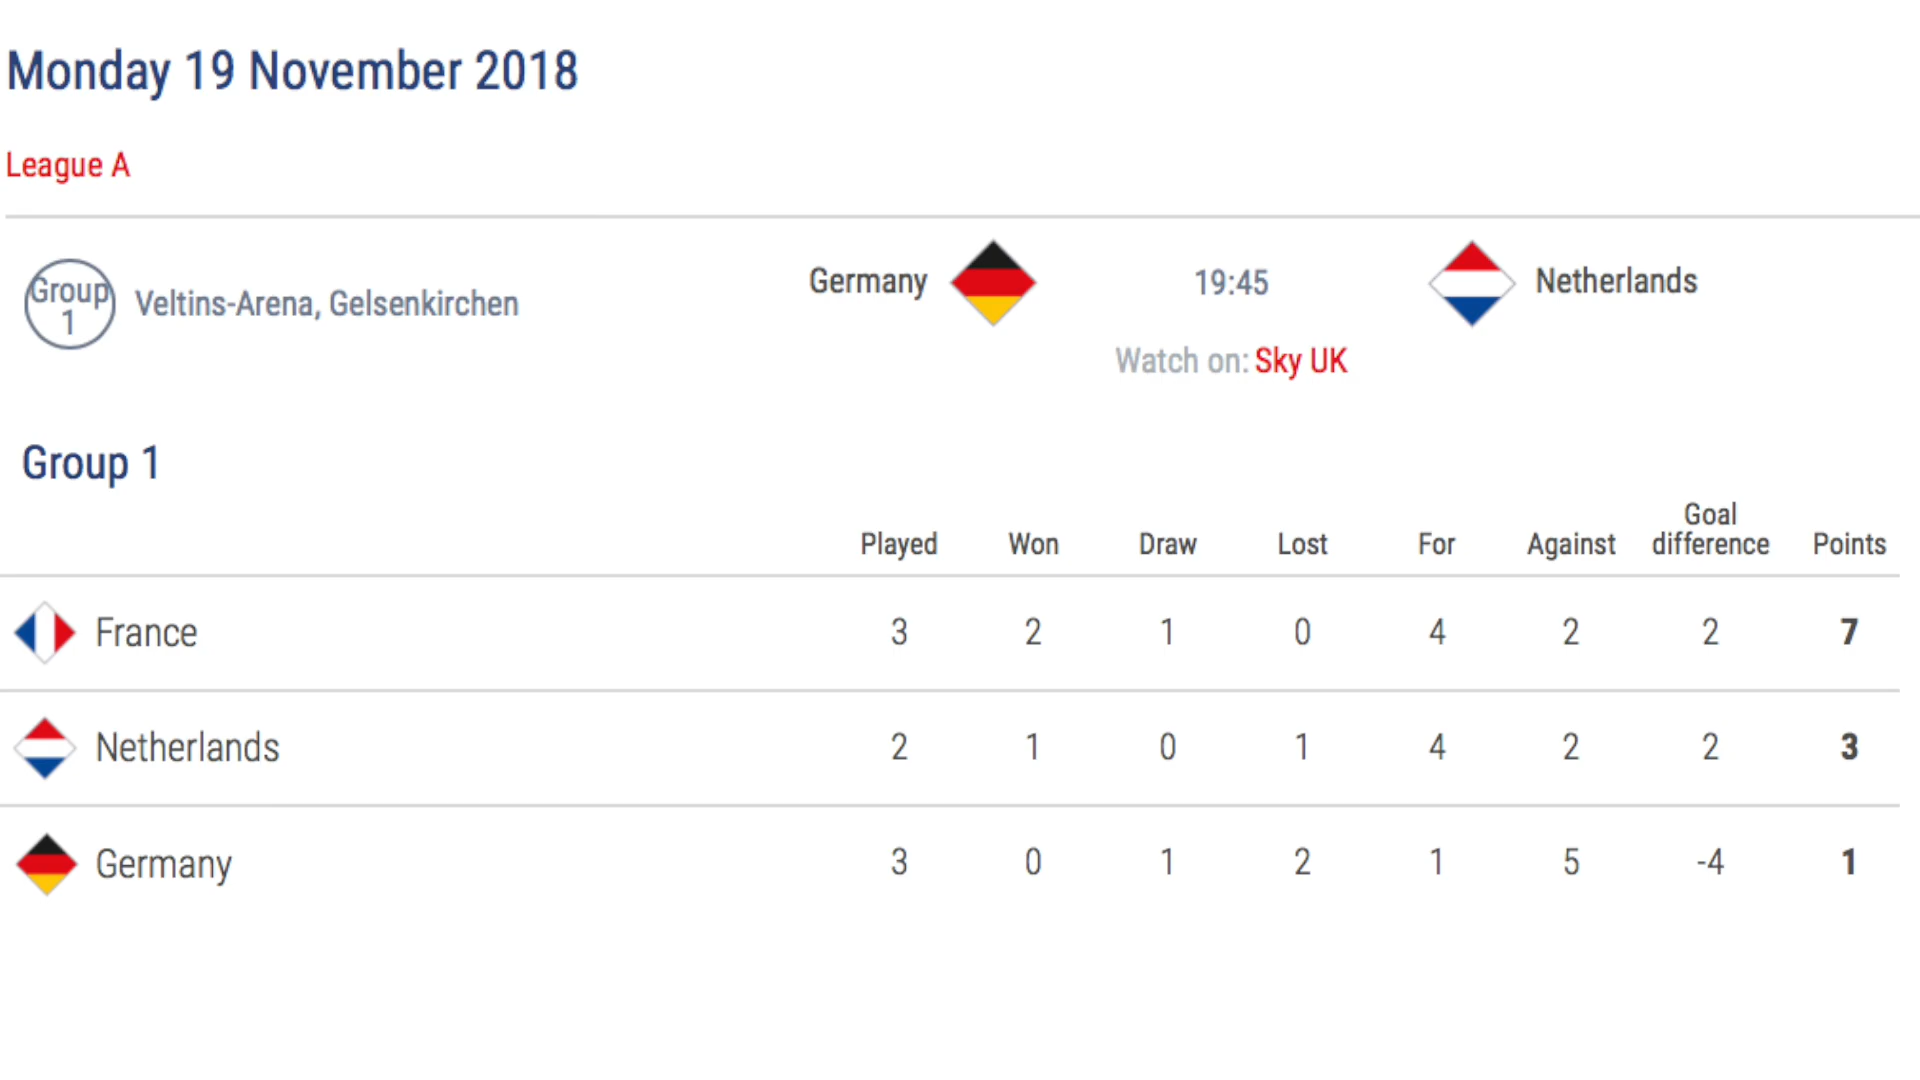 Monday 19 November 2018
League A
Group 1
Veltins-Arena, Gelsenkirchen
Germany 19:45 Netherlands
Watch on: Sky UK
Group 1
Played Won Draw Lost For Against Goal difference Points
France 3 2 1 0 4 2 2 7
Netherlands 2 1 0 1 4 2 2 3
Germany 3 0 1 2 1 5 -4 1